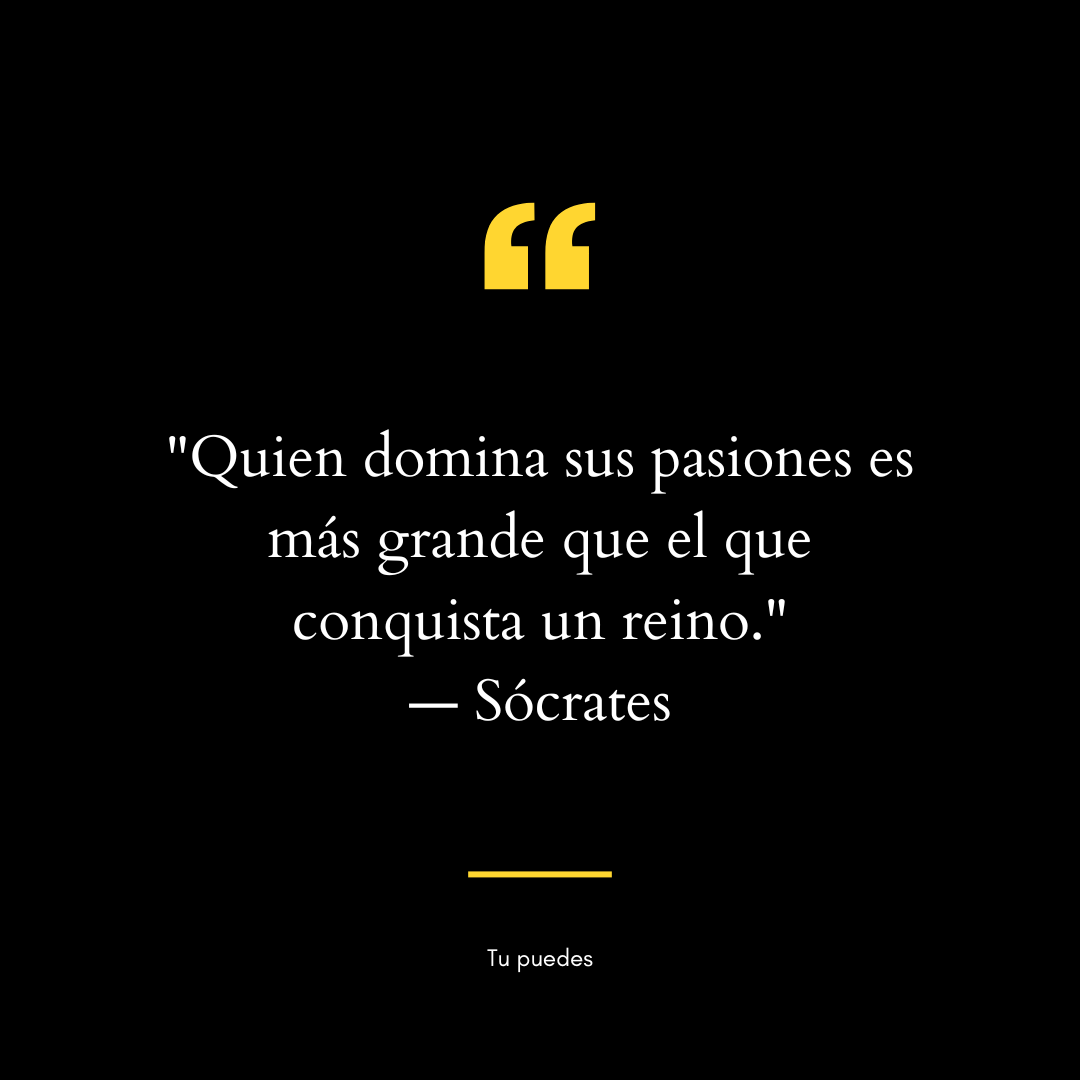 "Quien domina sus pasiones es
más grande que el que
conquista un reino."
— Sócrates
Tu puedes